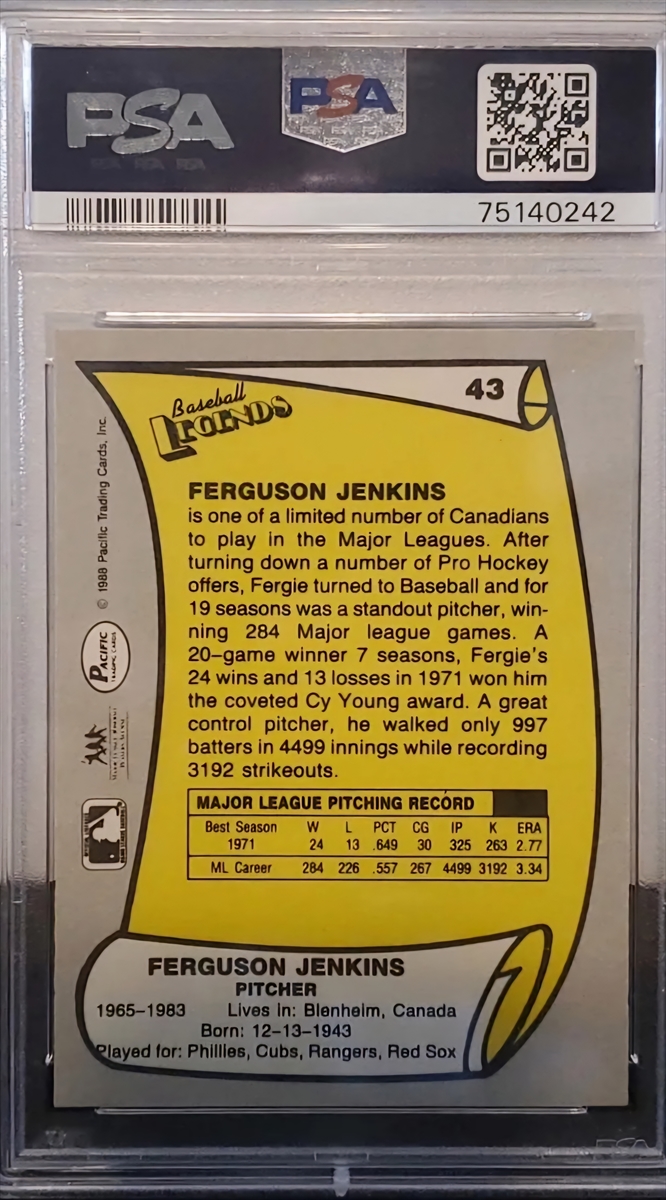 PSA PSA
75140242
Baseball
LEGENDS
43
© 1988 Pacific Trading Cards, Inc.
PACIFIC
TRADING CARDS
FERGUSON JENKINS
is one of a limited number of Canadians
to play in the Major Leagues. After
turning down a number of Pro Hockey
offers, Fergie turned to Baseball and for
19 seasons was a standout pitcher, win-
ning 284 Major league games. A
20-game winner 7 seasons, Fergie's
24 wins and 13 losses in 1971 won him
the coveted Cy Young award. A great
control pitcher, he walked only 997
batters in 4499 innings while recording
3192 strikeouts.
MAJOR LEAGUE PITCHING RECORD
Best Season W L PCT CG IP K ERA
1971 24 13 .649 30 325 263 2.77
ML Career 284 226 .557 267 4499 3192 3.34
FERGUSON JENKINS
PITCHER
1965-1983 Lives in: Blenheim, Canada
Born: 12-13-1943
Played for: Phillies, Cubs, Rangers, Red Sox
PSA